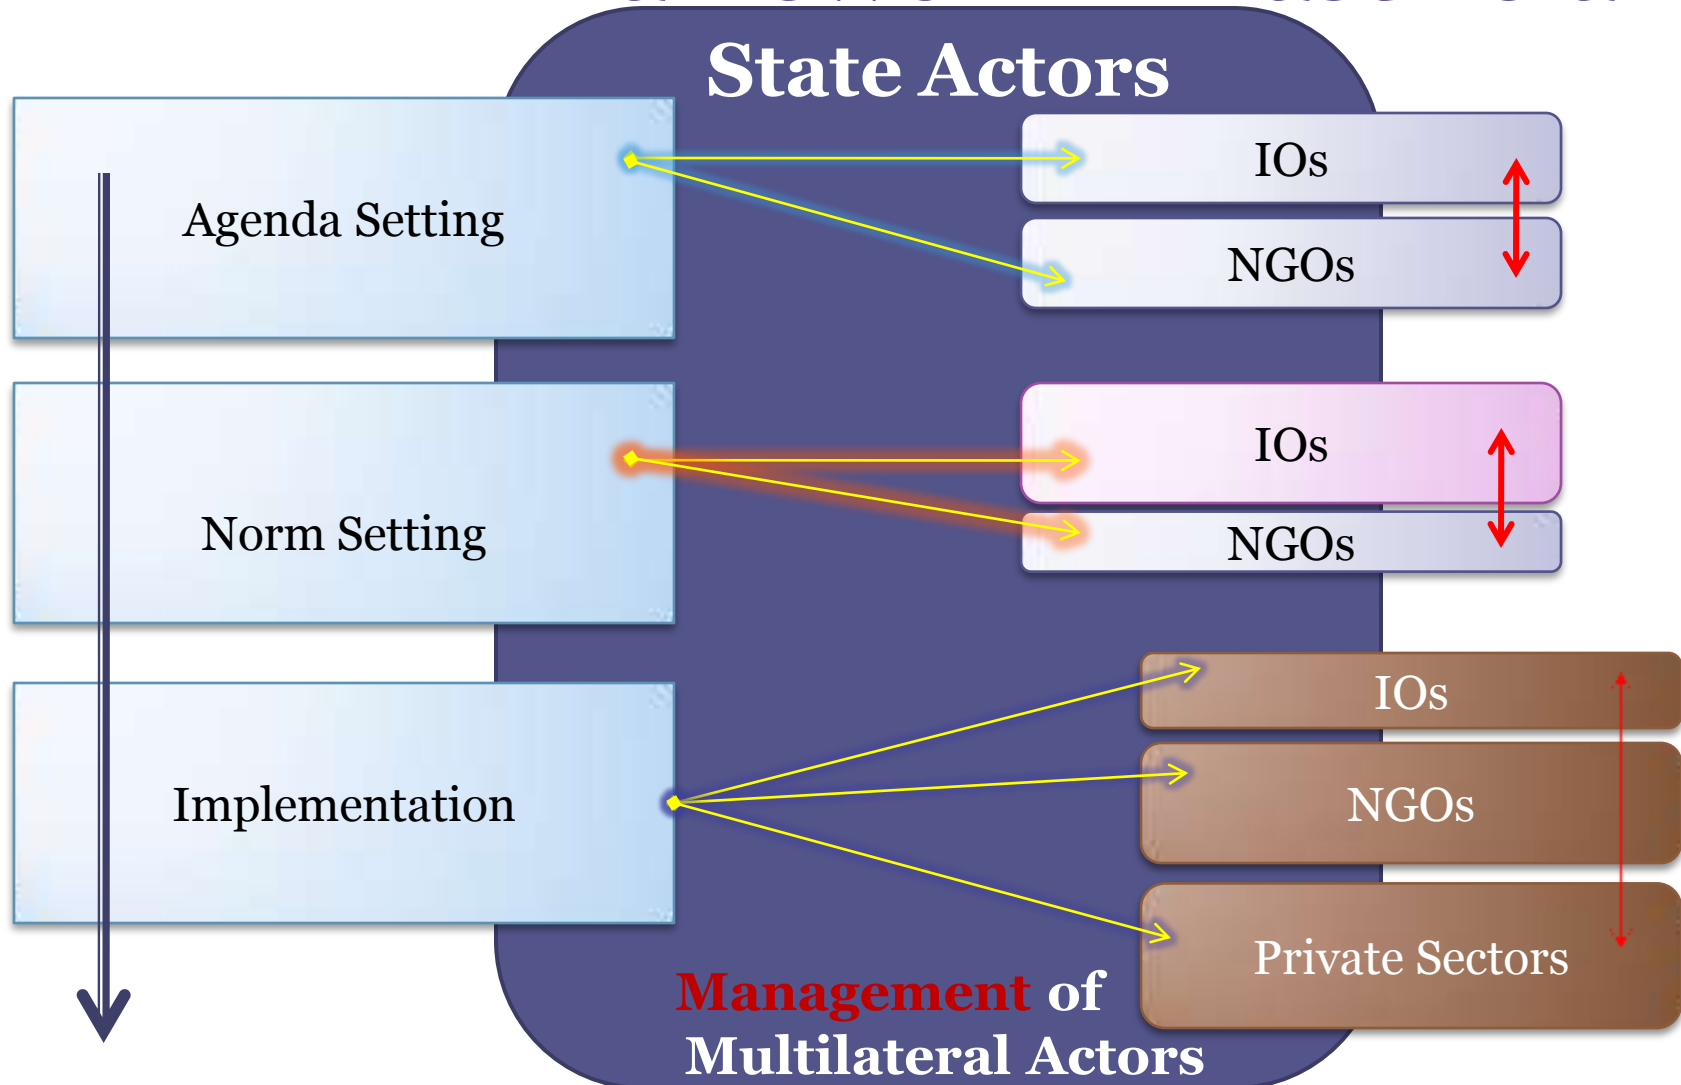 State Actors
Agenda Setting
IOs
NGOs
Norm Setting
IOs
NGOs
Implementation
IOs
NGOs
Private Sectors
Management of
Multilateral Actors